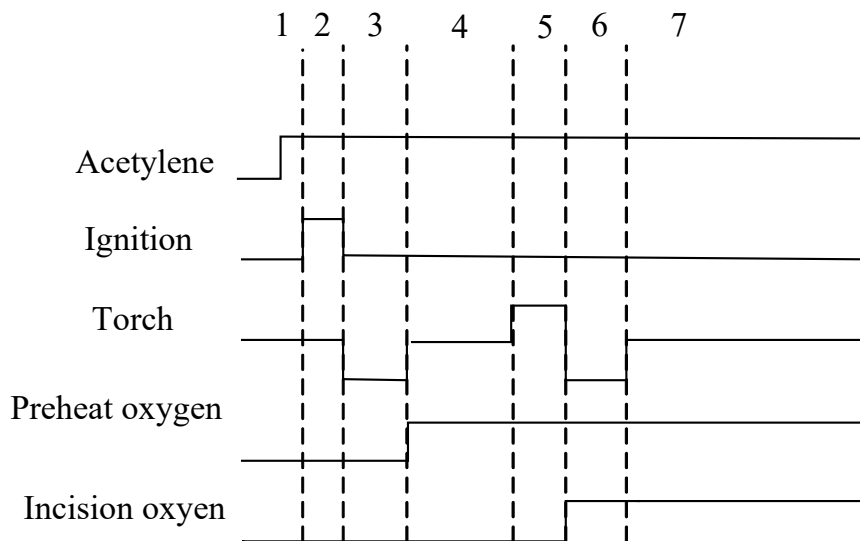 1 2 3 4 5 6 7
Acetylene
Ignition
Torch
Preheat oxygen
Incision oxyen